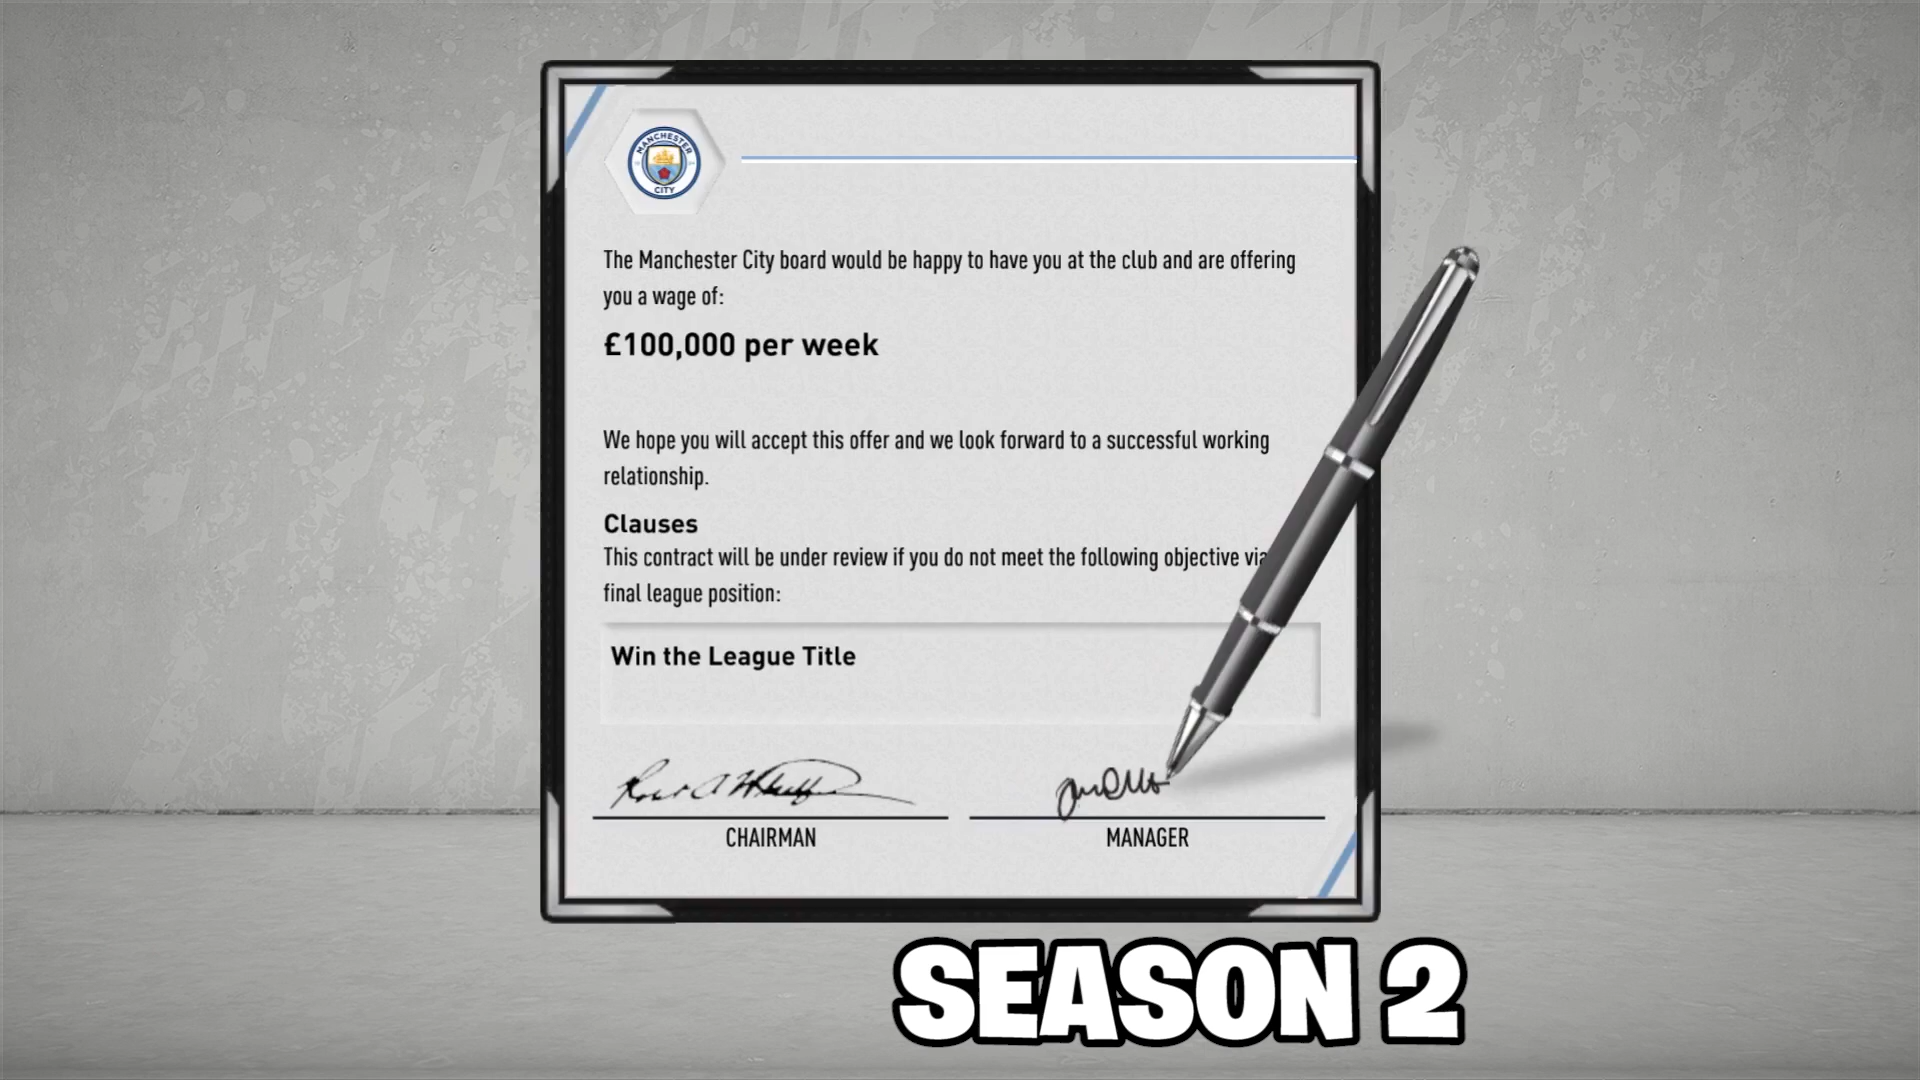 MANCHESTER
CITY
The Manchester City board would be happy to have you at the club and are offering
you a wage of:
£100,000 per week
We hope you will accept this offer and we look forward to a successful working
relationship.
Clauses
This contract will be under review if you do not meet the following objective via
final league position:
Win the League Title
CHAIRMAN
MANAGER
SEASON 2